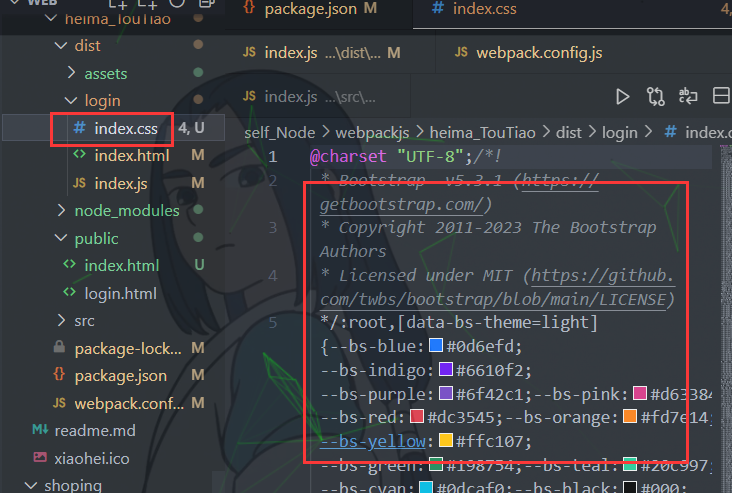 WEB
package.json M
index.css
4,
heima_TouTiao
dist
JS index.js ...\dist\... M
JS webpack.config.js
assets
login
JS index.js ...\src\...
# index.css 4, U
self_Node > webpackjs > heima_TouTiao > dist > login > # index.c
<> index.html M
1 @charset "UTF-8";/*!
JS index.js M
2 * Bootstrap v5.3.1 (https://
getbootstrap.com/)
node_modules
3 * Copyright 2011-2023 The Bootstrap
Authors
public
<> index.html U
4 * Licensed under MIT (https://github.
com/twbs/bootstrap/blob/main/LICENSE)
<> login.html
5 */:root,[data-bs-theme=light]
src
{--bs-blue:#0d6efd;
package-lock... M
--bs-indigo:#6610f2;
{} package.json M
--bs-purple:#6f42c1;--bs-pink:#d63384
JS webpack.conf... M
--bs-red:#dc3545;--bs-orange:#fd7e14;
readme.md
--bs-yellow:#ffc107;
xiaohei.ico
--bs-green:#198754;--bs-teal:#20c997;
shoping
--bs-cyan:#0dcaf0;--bs-black:#000;